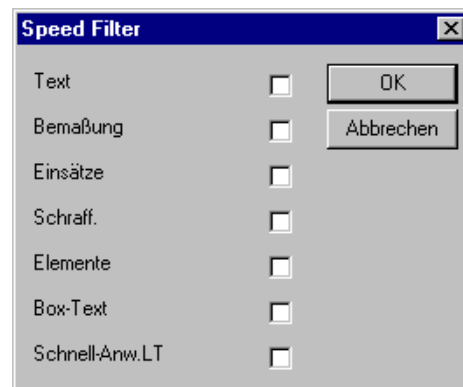 Speed Filter
Text
OK
Bemaßung
Abbrechen
Einsätze
Schraff.
Elemente
Box-Text
Schnell-Anw.LT